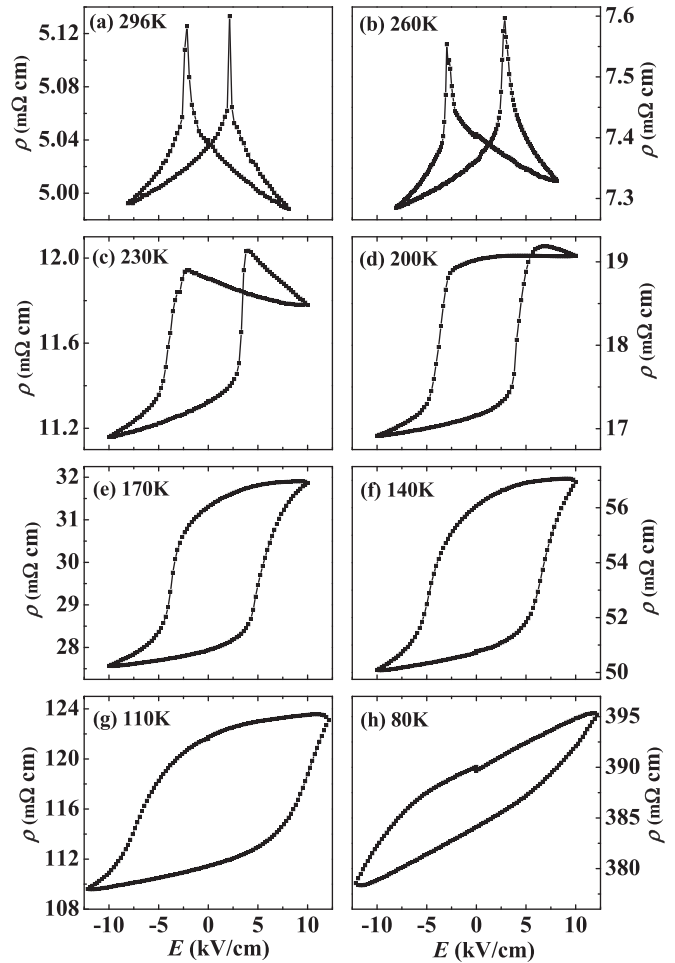 (a) 296K
5.12
5.08
5.04
5.00
ρ (mΩ cm)
(b) 260K
7.6
7.5
7.4
7.3
ρ (mΩ cm)
(c) 230K
12.0
11.6
11.2
ρ (mΩ cm)
(d) 200K
19
18
17
ρ (mΩ cm)
(e) 170K
32
31
30
29
28
ρ (mΩ cm)
(f) 140K
56
54
52
50
ρ (mΩ cm)
(g) 110K
124
120
116
112
108
ρ (mΩ cm)
-10 -5 0 5 10
E (kV/cm)
(h) 80K
395
390
385
380
ρ (mΩ cm)
-10 -5 0 5 10
E (kV/cm)